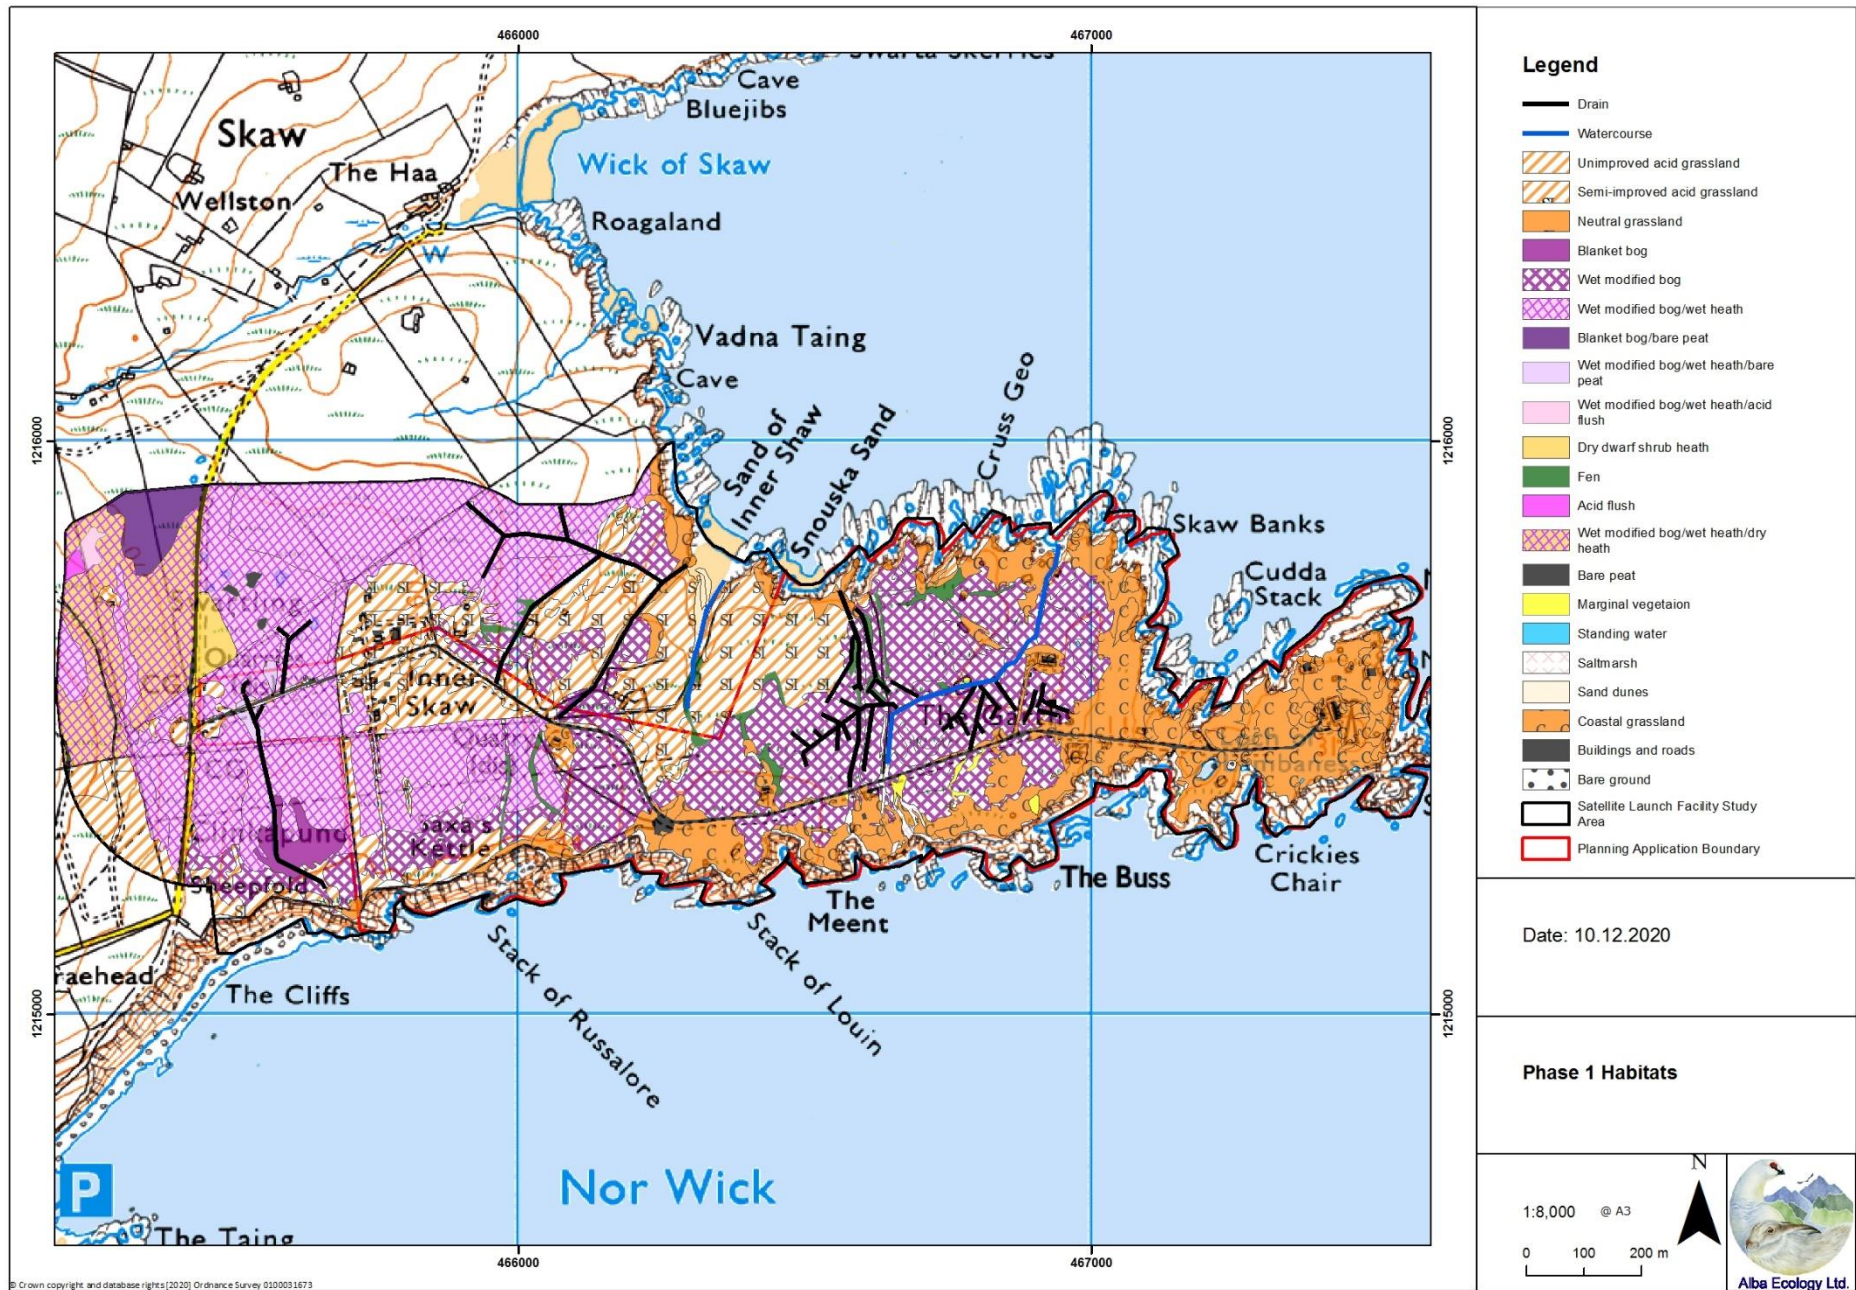 466000
467000
Swarta Skerries
Cave
Bluejibs
Skaw
The Haa
Wick of Skaw
Wellston
Roagaland
W
Vadna Taing
Cave
Sand of
Inner Shaw
Snouska Sand
Cruss Geo
1216000
1216000
Skaw Banks
Cudda
Stack
Swartling
Quarries
Inner
Skaw
The Garths
Quarry
Saxa's
Kettle
Sheepfold
Crickies
Chair
The Buss
The
Meent
Stack of Russalore
Stack of Louin
raehead
The Cliffs
1215000
1215000
Nor Wick
P
The Taing
466000
467000
© Crown copyright and database rights [2020] Ordnance Survey 0100031673
Legend
Drain
Watercourse
Unimproved acid grassland
Semi-improved acid grassland
Neutral grassland
Blanket bog
Wet modified bog
Wet modified bog/wet heath
Blanket bog/bare peat
Wet modified bog/wet heath/bare
peat
Wet modified bog/wet heath/acid
flush
Dry dwarf shrub heath
Fen
Acid flush
Wet modified bog/wet heath/dry
heath
Bare peat
Marginal vegetaion
Standing water
Saltmarsh
Sand dunes
Coastal grassland
Buildings and roads
Bare ground
Satellite Launch Facility Study
Area
Planning Application Boundary
Date: 10.12.2020
Phase 1 Habitats
1:8,000 @ A3
N
0 100 200 m
Alba Ecology Ltd.